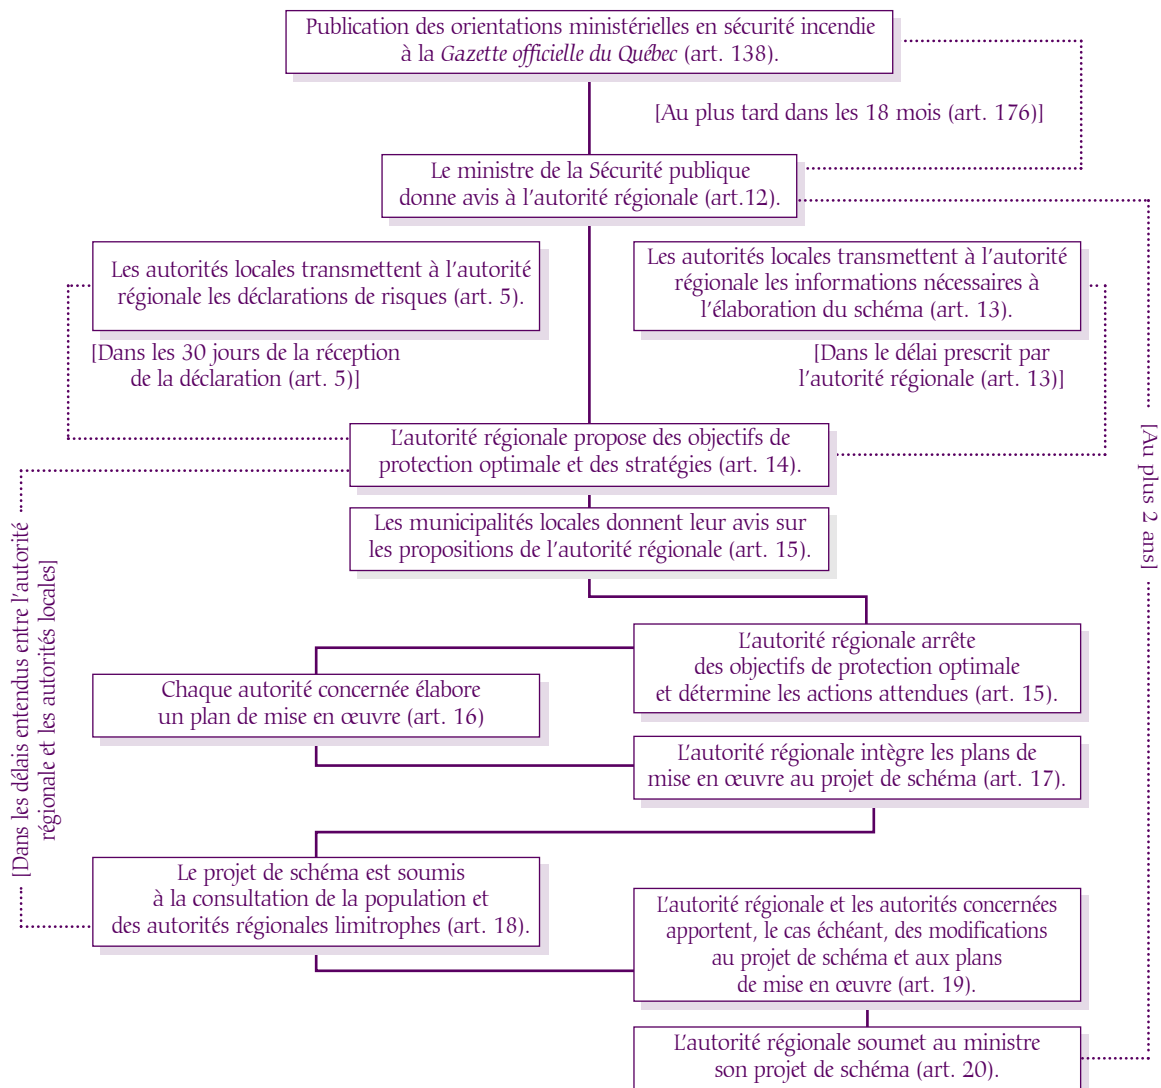 Publication des orientations ministérielles en sécurité incendie
à la Gazette officielle du Québec (art. 138).
[Au plus tard dans les 18 mois (art. 176)]
Le ministre de la Sécurité publique
donne avis à l'autorité régionale (art.12).
Les autorités locales transmettent à l'autorité
régionale les déclarations de risques (art. 5).
[Dans les 30 jours de la réception
de la déclaration (art. 5)]
Les autorités locales transmettent à l'autorité
régionale les informations nécessaires à
l'élaboration du schéma (art. 13).
[Dans le délai prescrit par
l'autorité régionale (art. 13)]
L'autorité régionale propose des objectifs de
protection optimale et des stratégies (art. 14).
[Au plus 2 ans]
Les municipalités locales donnent leur avis sur
les propositions de l'autorité régionale (art. 15).
[Dans les délais entendus entre l'autorité
régionale et les autorités locales]
L'autorité régionale arrête
des objectifs de protection optimale
et détermine les actions attendues (art. 15).
Chaque autorité concernée élabore
un plan de mise en œuvre (art. 16)
L'autorité régionale intègre les plans de
mise en œuvre au projet de schéma (art. 17).
Le projet de schéma est soumis
à la consultation de la population et
des autorités régionales limitrophes (art. 18).
L'autorité régionale et les autorités concernées
apportent, le cas échéant, des modifications
au projet de schéma et aux plans
de mise en œuvre (art. 19).
L'autorité régionale soumet au ministre
son projet de schéma (art. 20).